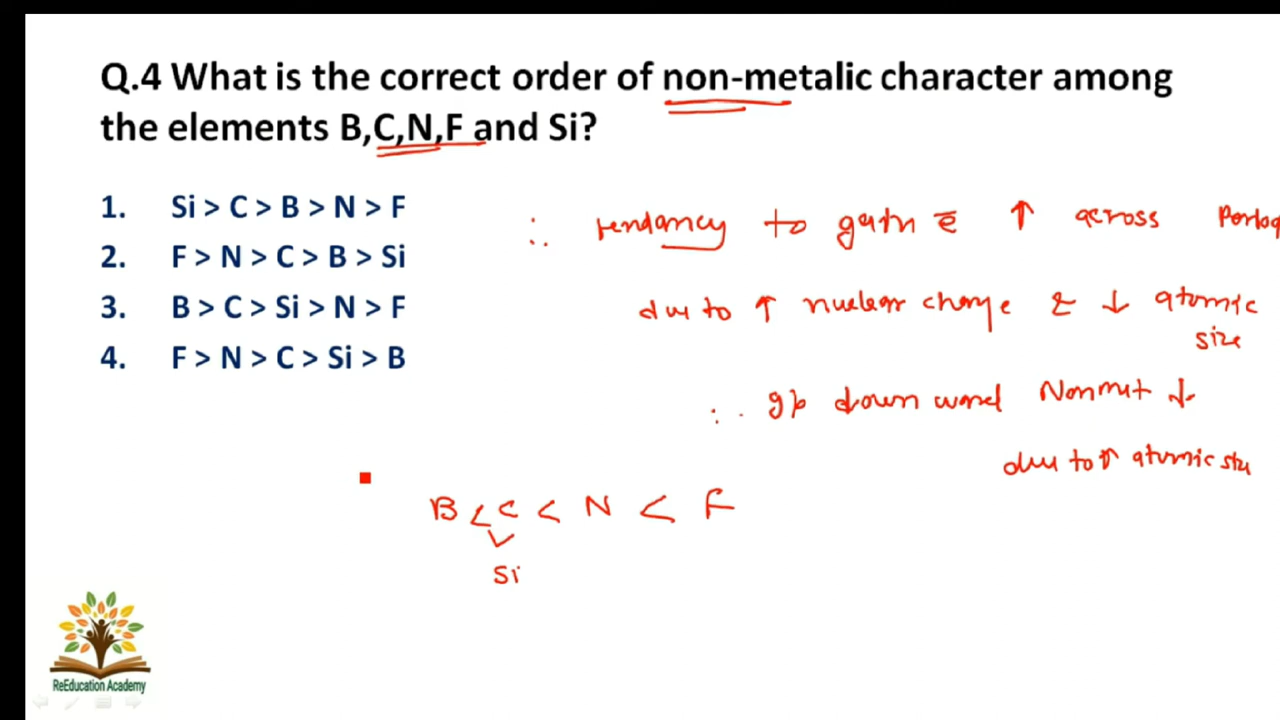 Q.4 What is the correct order of non-metalic character among
the elements B,C,N,F and Si?
1. Si > C > B > N > F
2. F > N > C > B > Si
3. B > C > Si > N > F
4. F > N > C > Si > B
∴ tendancy to gain ē ↑ across
due to ↑ nuclear charge & ↓ atomic
size
∴ down ward Nonmet ↓
due to ↑ atomic size
B < C < N < F
Si
ReEducation Academy